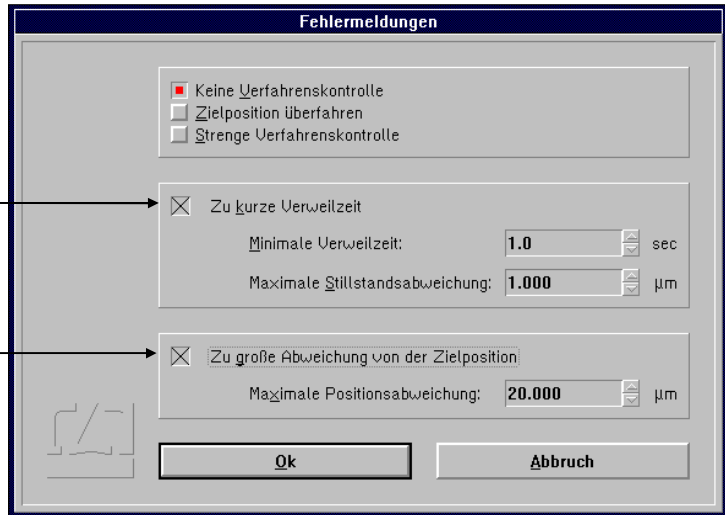 Fehlermeldungen
Keine Verfahrenskontrolle
Zielposition überfahren
Strenge Verfahrenskontrolle
Zu kurze Verweilzeit
Minimale Verweilzeit: 1.0 sec
Maximale Stillstandsabweichung: 1.000 µm
Zu große Abweichung von der Zielposition
Maximale Positionsabweichung: 20.000 µm
Ok Abbruch